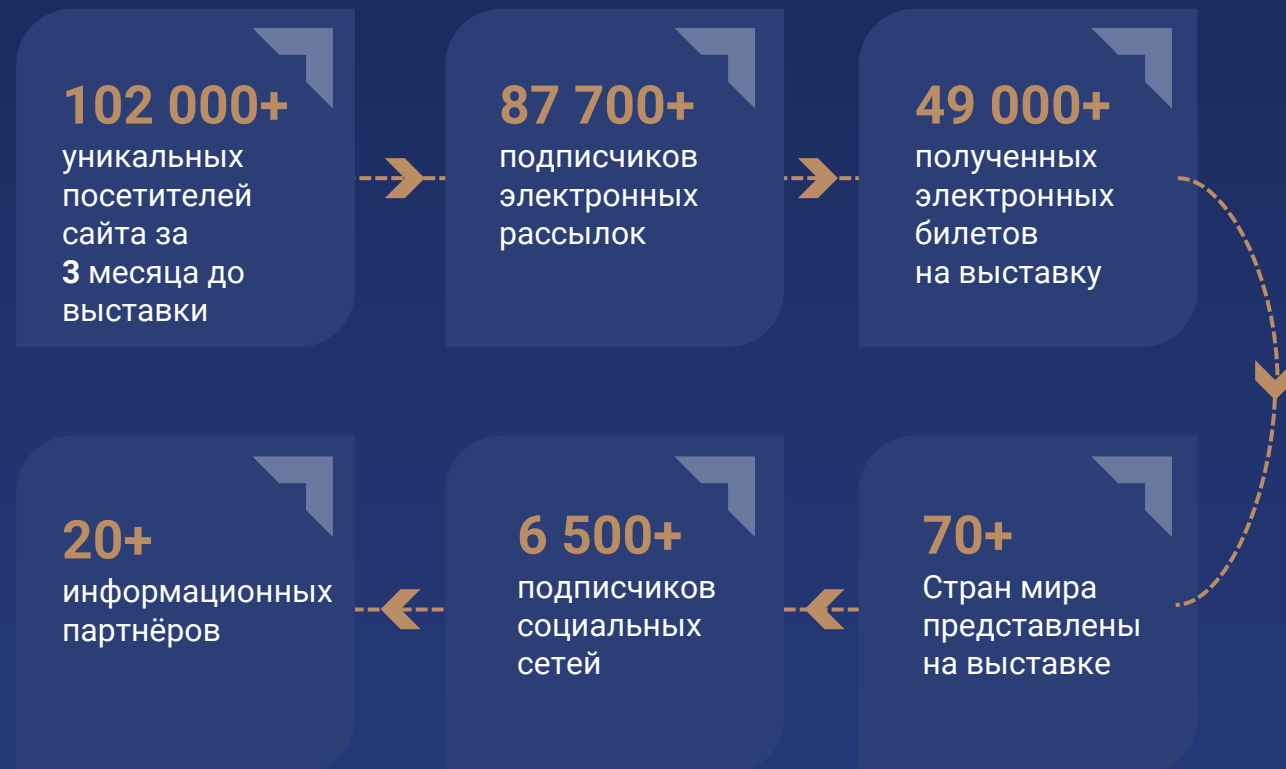 102 000+
уникальных
посетителей
сайта за
3 месяца до
выставки
87 700+
подписчиков
электронных
рассылок
49 000+
полученных
электронных
билетов
на выставку
70+
Стран мира
представлены
на выставке
6 500+
подписчиков
социальных
сетей
20+
информационных
партнёров